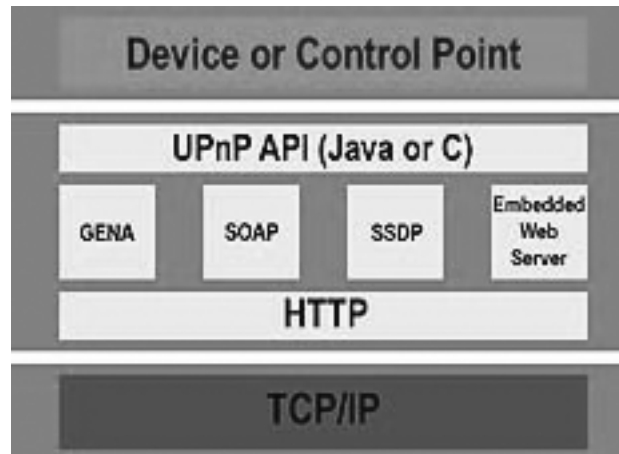 Device or Control Point
UPnP API (Java or C)
GENA
SOAP
SSDP
Embedded
Web
Server
HTTP
TCP/IP